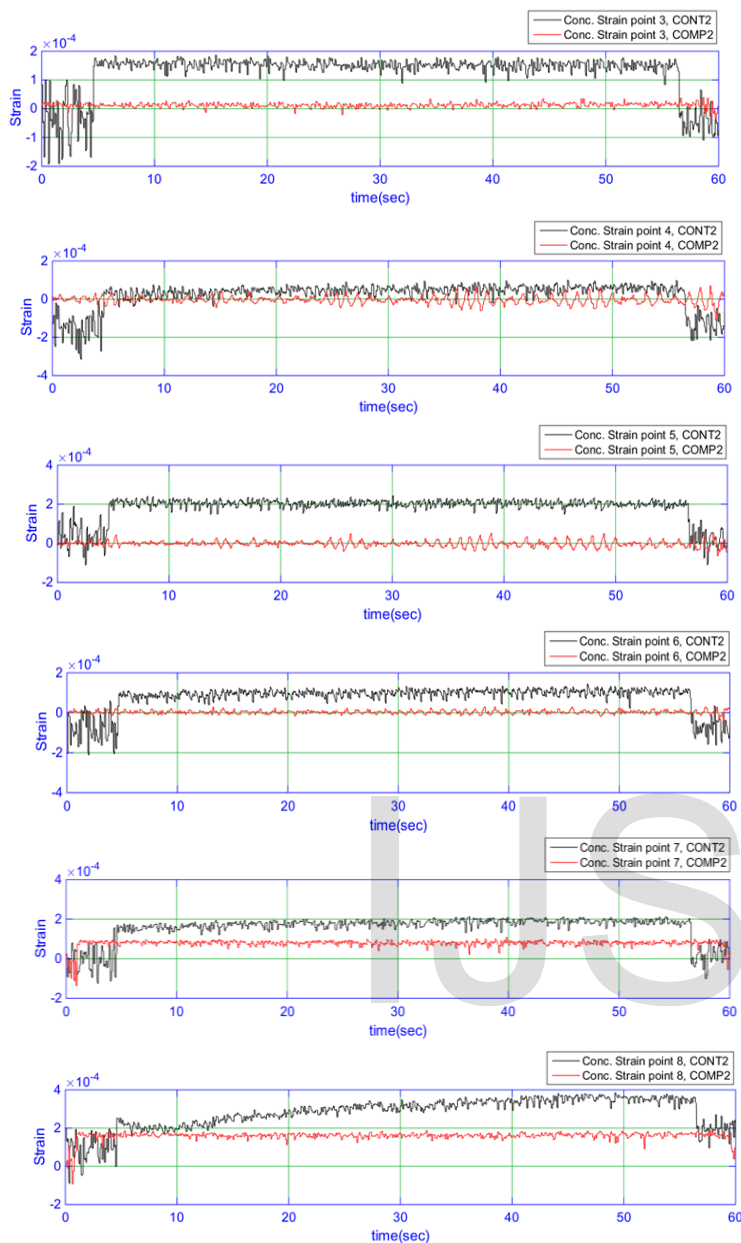 Conc. Strain point 3, CONT2
Conc. Strain point 3, COMP2
×10⁻⁴
2
1
0
-1
-2
Strain
0 10 20 30 40 50 60
time(sec)
Conc. Strain point 4, CONT2
Conc. Strain point 4, COMP2
×10⁻⁴
2
0
-2
-4
Strain
0 10 20 30 40 50 60
time(sec)
Conc. Strain point 5, CONT2
Conc. Strain point 5, COMP2
×10⁻⁴
4
2
0
-2
Strain
0 10 20 30 40 50 60
time(sec)
Conc. Strain point 6, CONT2
Conc. Strain point 6, COMP2
×10⁻⁴
2
0
-2
-4
Strain
0 10 20 30 40 50 60
time(sec)
Conc. Strain point 7, CONT2
Conc. Strain point 7, COMP2
×10⁻⁴
4
2
0
-2
Strain
0 10 20 30 40 50 60
time(sec)
Conc. Strain point 8, CONT2
Conc. Strain point 8, COMP2
×10⁻⁴
4
2
0
-2
Strain
0 10 20 30 40 50 60
time(sec)
IJS